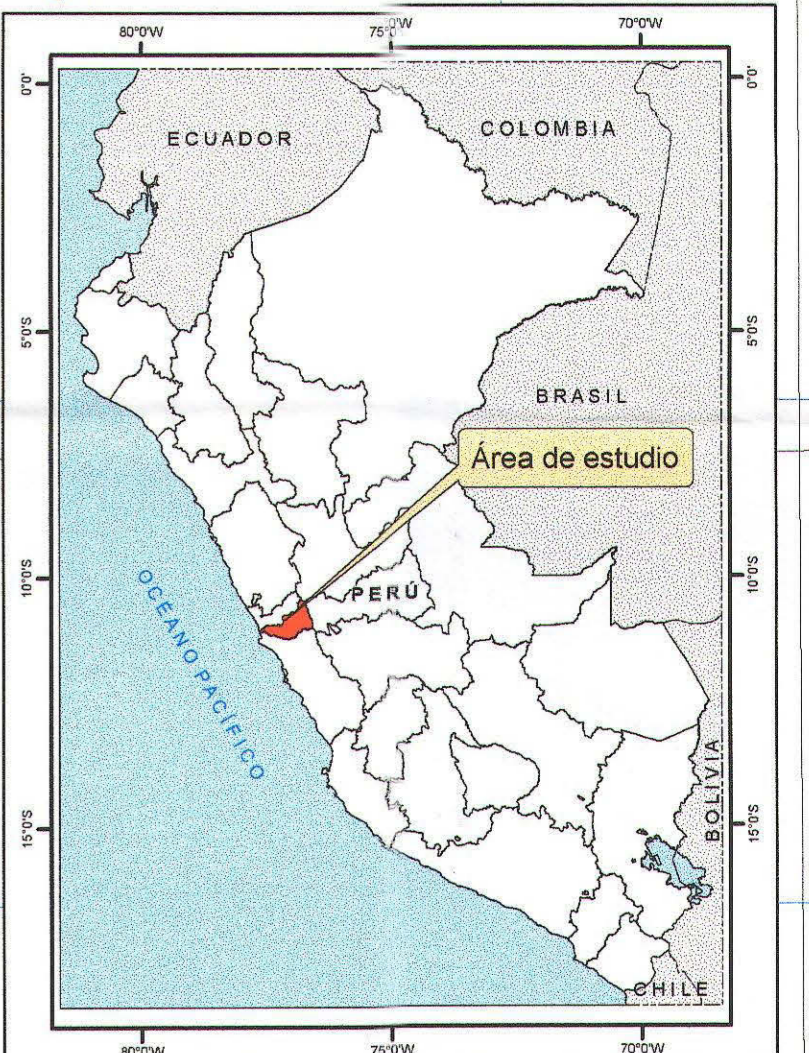 80°0'W 75°0'W 70°0'W
0°0' 0°0'
ECUADOR
COLOMBIA
5°0'S 5°0'S
BRASIL
Área de estudio
10°0'S 10°0'S
PERÚ
OCÉANO PACÍFICO
BOLIVIA
15°0'S 15°0'S
CHILE
80°0'W 75°0'W 70°0'W